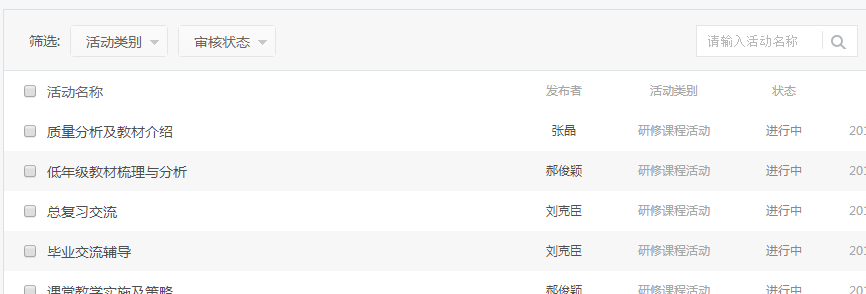 筛选: 活动类别 审核状态 请输入活动名称
活动名称 发布者 活动类别 状态
质量分析及教材介绍 张晶 研修课程活动 进行中 201
低年级教材梳理与分析 郝俊颖 研修课程活动 进行中 201
总复习交流 刘克臣 研修课程活动 进行中 201
毕业交流辅导 刘克臣 研修课程活动 进行中 201
课堂教学实施及策略 郝俊颖 研修课程活动 进行中 201